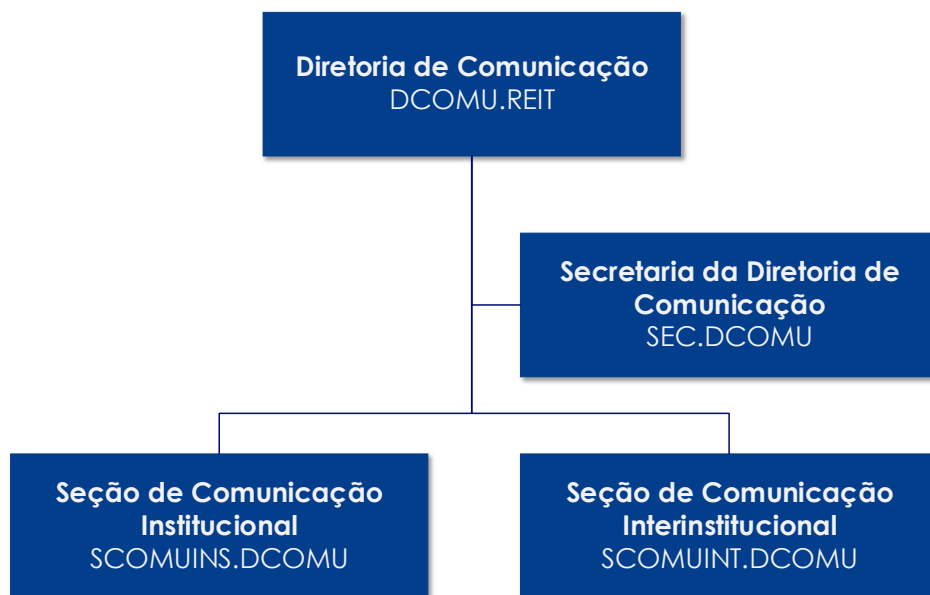 Diretoria de Comunicação
DCOMU.REIT
Secretaria da Diretoria de
Comunicação
SEC.DCOMU
Seção de Comunicação
Institucional
SCOMUINS.DCOMU
Seção de Comunicação
Interinstitucional
SCOMUINT.DCOMU